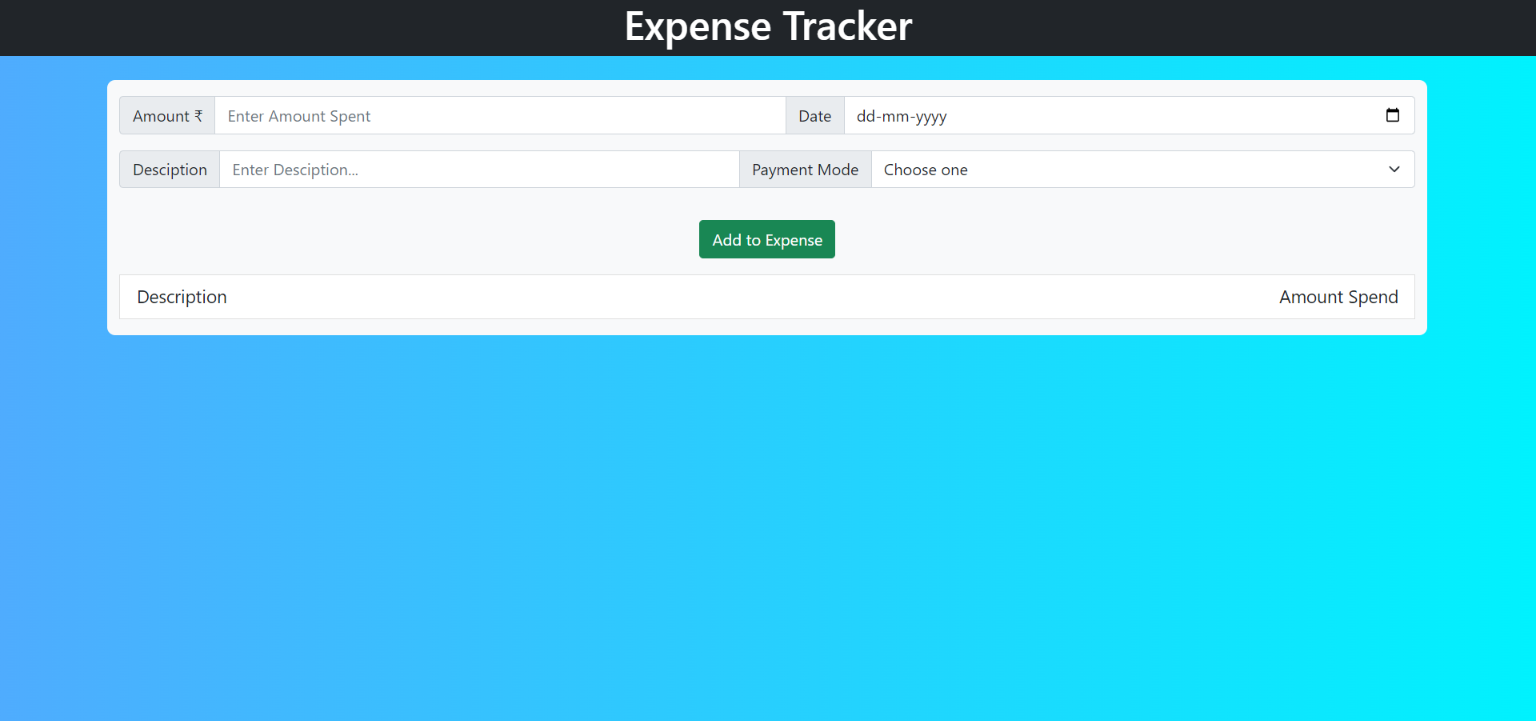 Expense Tracker
Amount ₹ Enter Amount Spent Date dd-mm-yyyy
Desciption Enter Desciption... Payment Mode Choose one
Add to Expense
Description Amount Spend